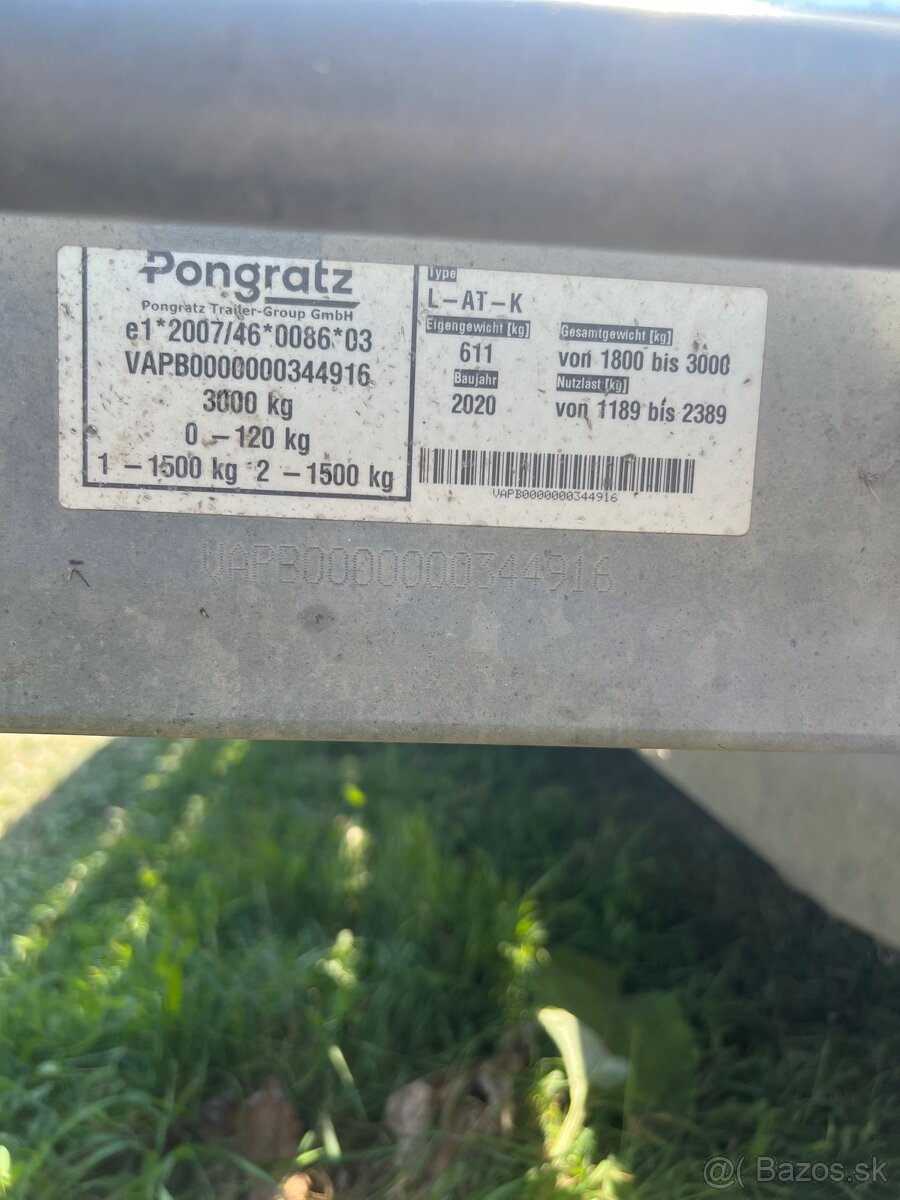 Pongratz
Pongratz Trailer-Group GmbH
e1*2007/46*0086*03
VAPB0000000344916
3000 kg
0 – 120 kg
1 – 1500 kg 2 – 1500 kg
Type
L-AT-K
Eigengewicht [kg]
611
Baujahr
2020
Gesamtgewicht [kg]
von 1800 bis 3000
Nutzlast [kg]
von 1189 bis 2389
VAPB0000000344916
VAPB0000000344916
@( Bazos.sk